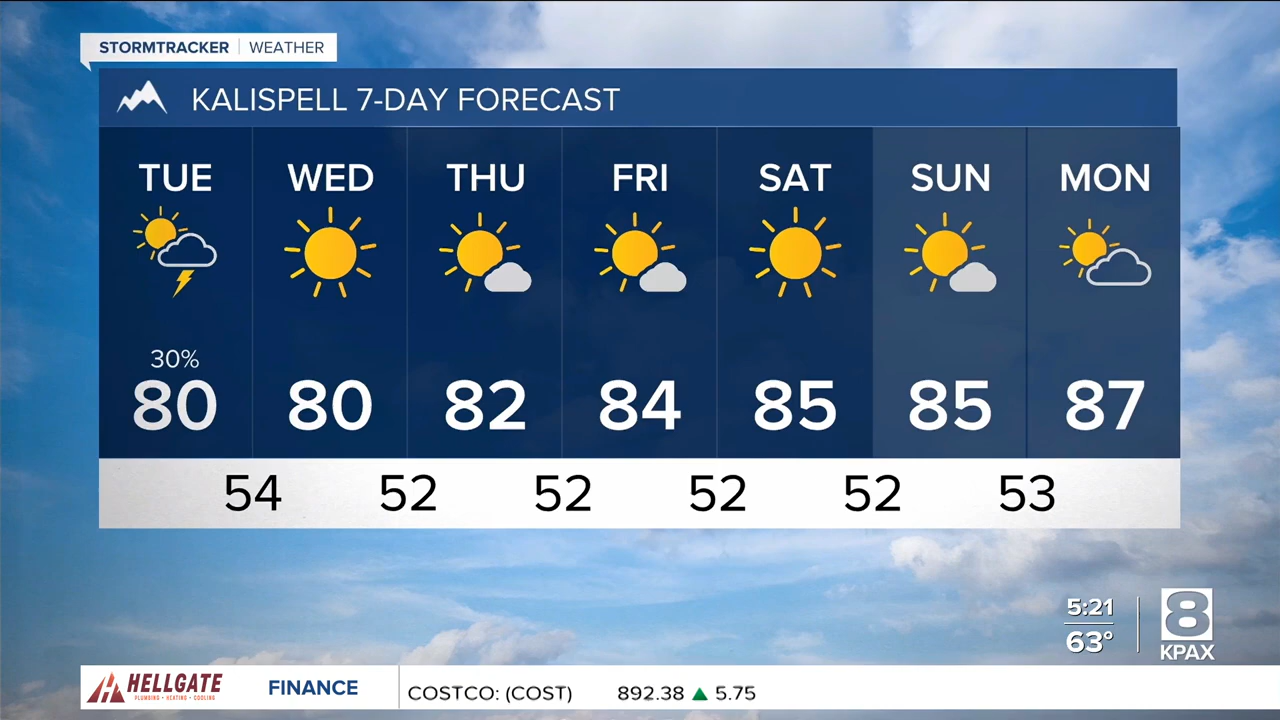 STORMTRACKER | WEATHER
KALISPELL 7-DAY FORECAST
TUE WED THU FRI SAT SUN MON
30%
80 80 82 84 85 85 87
54 52 52 52 52 53
5:21
63°
8
KPAX
HELLGATE
PLUMBING • HEATING • COOLING
FINANCE
COSTCO: (COST) 892.38 ▲ 5.75